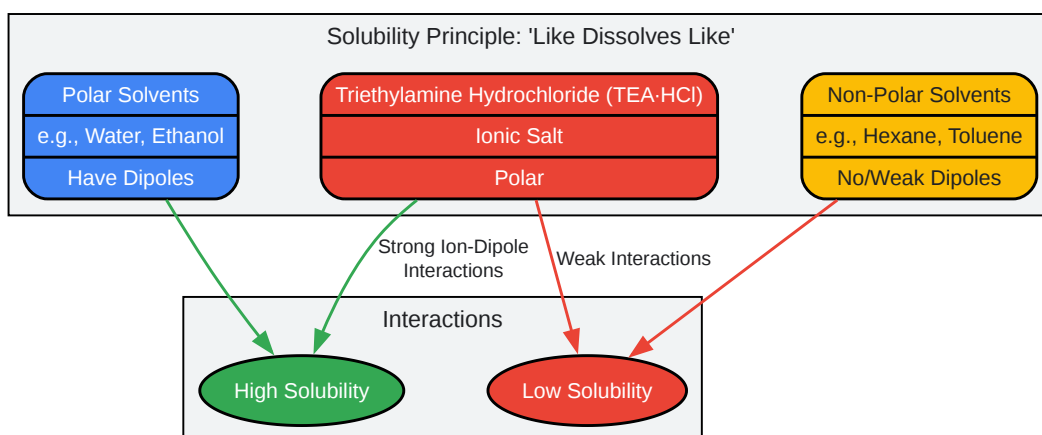 Solubility Principle: 'Like Dissolves Like'
Polar Solvents
e.g., Water, Ethanol
Have Dipoles
Triethylamine Hydrochloride (TEA·HCl)
Ionic Salt
Polar
Non-Polar Solvents
e.g., Hexane, Toluene
No/Weak Dipoles
Strong Ion-Dipole
Interactions
Weak Interactions
Interactions
High Solubility
Low Solubility